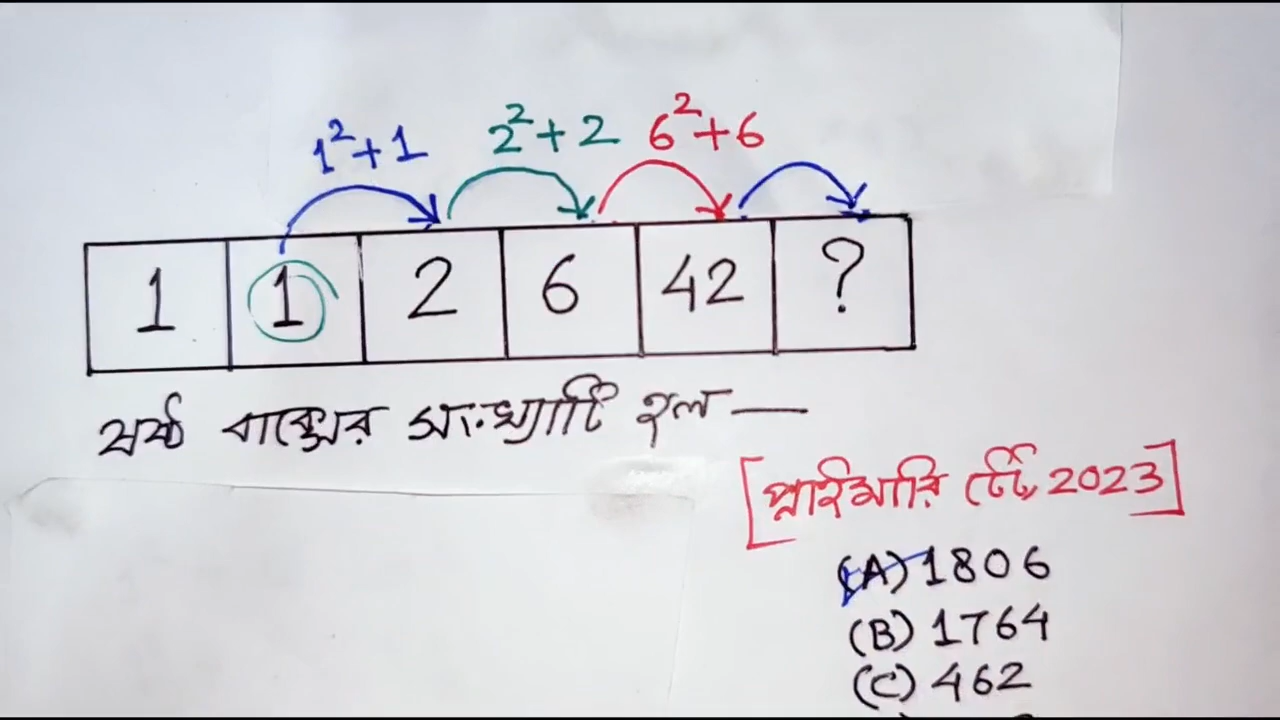 1²+1 2²+2 6²+6
1 1 2 6 42 ?
ষষ্ঠ বাক্সের সংখ্যাটি হল —
[প্রাইমারি টেট, 2023]
(A) 1806
(B) 1764
(C) 462